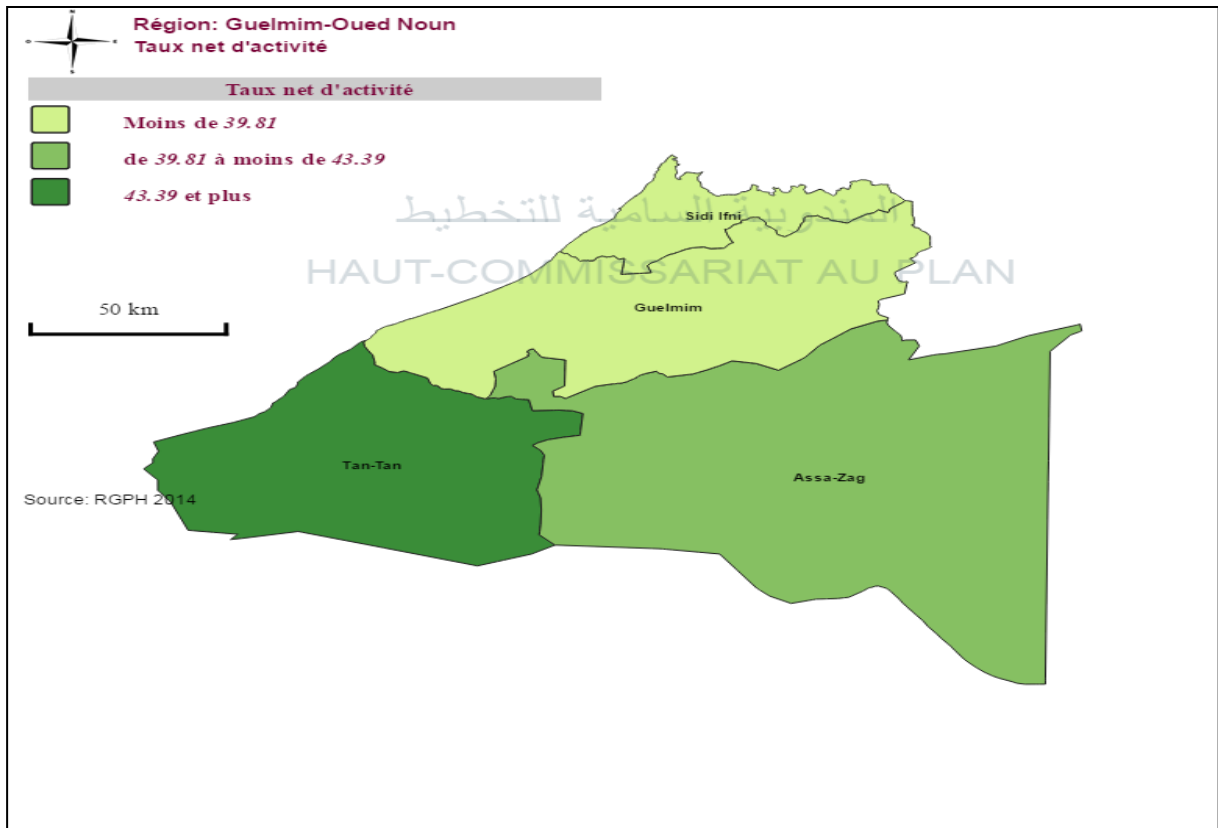 N
O
E
S
Région: Guelmim-Oued Noun
Taux net d'activité
Taux net d'activité
Moins de 39.81
de 39.81 à moins de 43.39
43.39 et plus
المندوبية السامية للتخطيط
Sidi Ifni
HAUT-COMMISSARIAT AU PLAN
50 km
Guelmim
Tan-Tan
Assa-Zag
Source: RGPH 2014